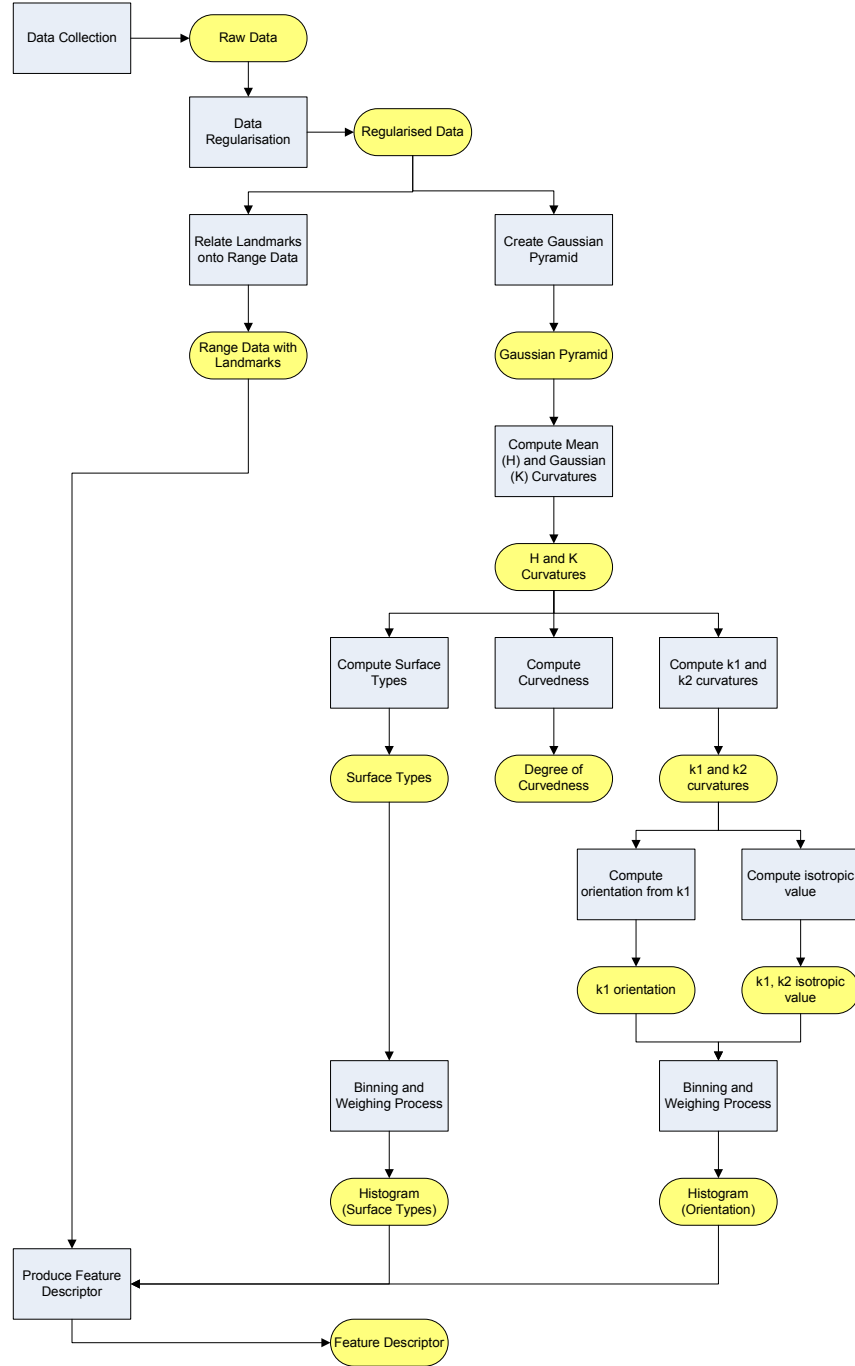 Data Collection
Raw Data
Data
Regularisation
Regularised Data
Relate Landmarks
onto Range Data
Create Gaussian
Pyramid
Range Data with
Landmarks
Gaussian Pyramid
Compute Mean
(H) and Gaussian
(K) Curvatures
H and K
Curvatures
Compute Surface
Types
Compute
Curvedness
Compute k1 and
k2 curvatures
Surface Types
Degree of
Curvedness
k1 and k2
curvatures
Compute
orientation from k1
Compute isotropic
value
k1 orientation
k1, k2 isotropic
value
Binning and
Weighing Process
Binning and
Weighing Process
Histogram
(Surface Types)
Histogram
(Orientation)
Produce Feature
Descriptor
Feature Descriptor